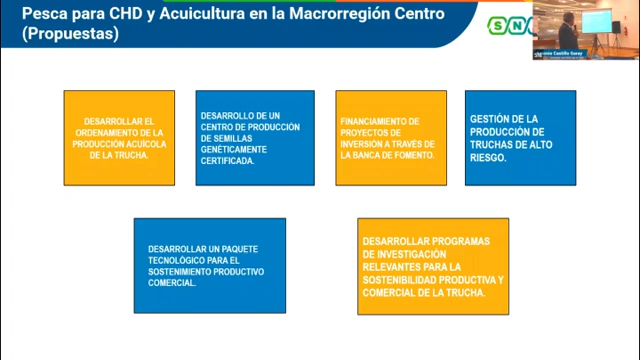 Pesca para CHD y Acuicultura en la Macrorregión Centro
(Propuestas)
SN
Castillo Garay
DESARROLLAR EL
ORDENAMIENTO DE LA
PRODUCCIÓN ACUÍCOLA
DE LA TRUCHA.
DESARROLLO DE UN
CENTRO DE PRODUCCIÓN
DE SEMILLAS
GENÉTICAMENTE
CERTIFICADA.
FINANCIAMIENTO DE
PROYECTOS DE
INVERSIÓN A TRAVÉS DE
LA BANCA DE FOMENTO.
GESTIÓN DE LA
PRODUCCIÓN DE
TRUCHAS DE ALTO
RIESGO.
DESARROLLAR UN PAQUETE
TECNOLÓGICO PARA EL
SOSTENIMIENTO PRODUCTIVO
COMERCIAL.
DESARROLLAR PROGRAMAS
DE INVESTIGACIÓN
RELEVANTES PARA LA
SOSTENIBILIDAD PRODUCTIVA Y
COMERCIAL DE LA TRUCHA.